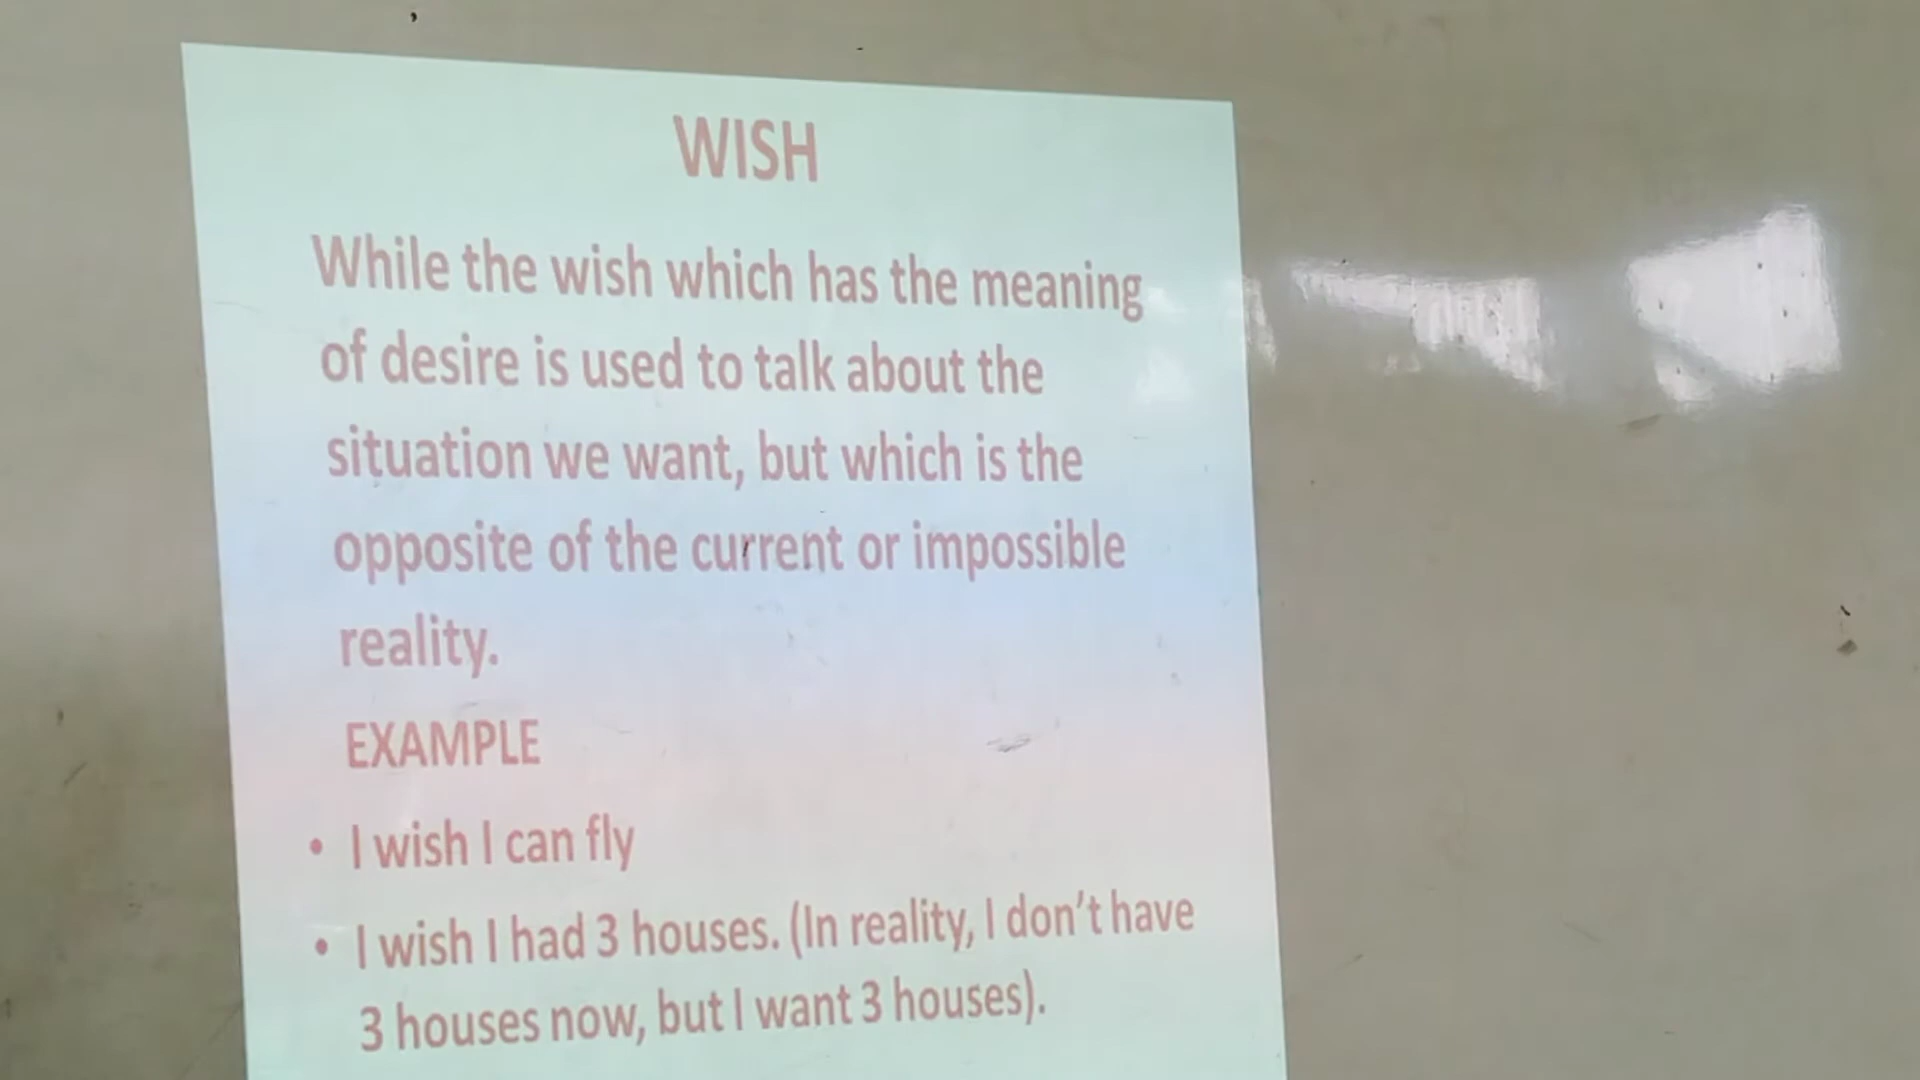 WISH
While the wish which has the meaning
of desire is used to talk about the
situation we want, but which is the
opposite of the current or impossible
reality.
EXAMPLE
• I wish I can fly
• I wish I had 3 houses. (In reality, I don't have
3 houses now, but I want 3 houses).